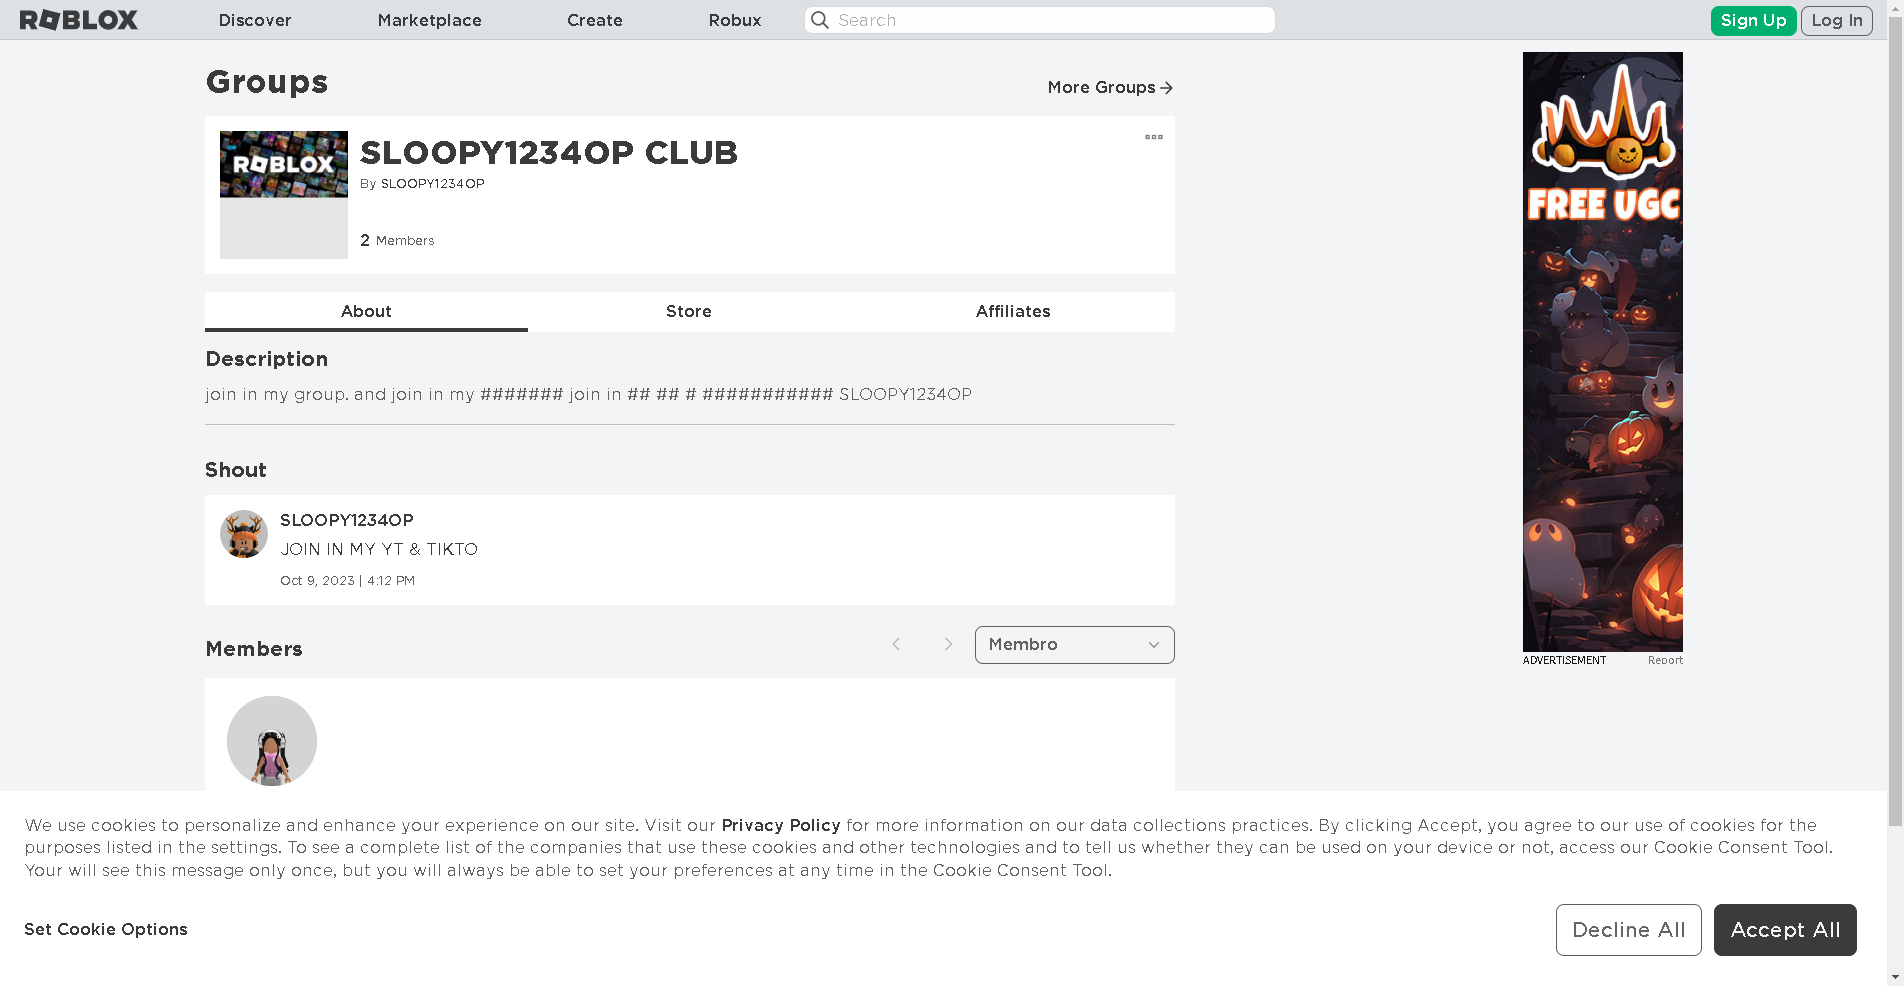 ROBLOX
Discover
Marketplace
Create
Robux
Search
Sign Up
Log In
Groups
More Groups
ROBLOX
SLOOPY1234OP CLUB
By SLOOPY1234OP
2 Members
About
Store
Affiliates
Description
join in my group. and join in my ####### join in ## ## # ########### SLOOPY1234OP
Shout
SLOOPY1234OP
JOIN IN MY YT & TIKTO
Oct 9, 2023 | 4:12 PM
Members
Membro
FREE UGC
ADVERTISEMENT
Report
We use cookies to personalize and enhance your experience on our site. Visit our Privacy Policy for more information on our data collections practices. By clicking Accept, you agree to our use of cookies for the
purposes listed in the settings. To see a complete list of the companies that use these cookies and other technologies and to tell us whether they can be used on your device or not, access our Cookie Consent Tool.
Your will see this message only once, but you will always be able to set your preferences at any time in the Cookie Consent Tool.
Set Cookie Options
Decline All
Accept All